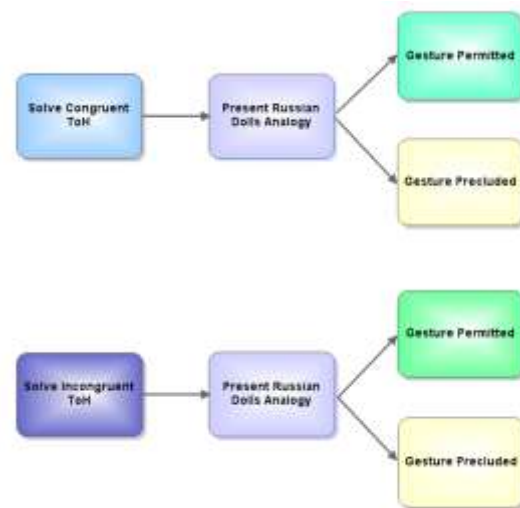 Gesture Permitted
Solve Congruent
ToH
Present Russian
Dolls Analogy
Gesture Precluded
Gesture Permitted
Solve Incongruent
ToH
Present Russian
Dolls Analogy
Gesture Precluded